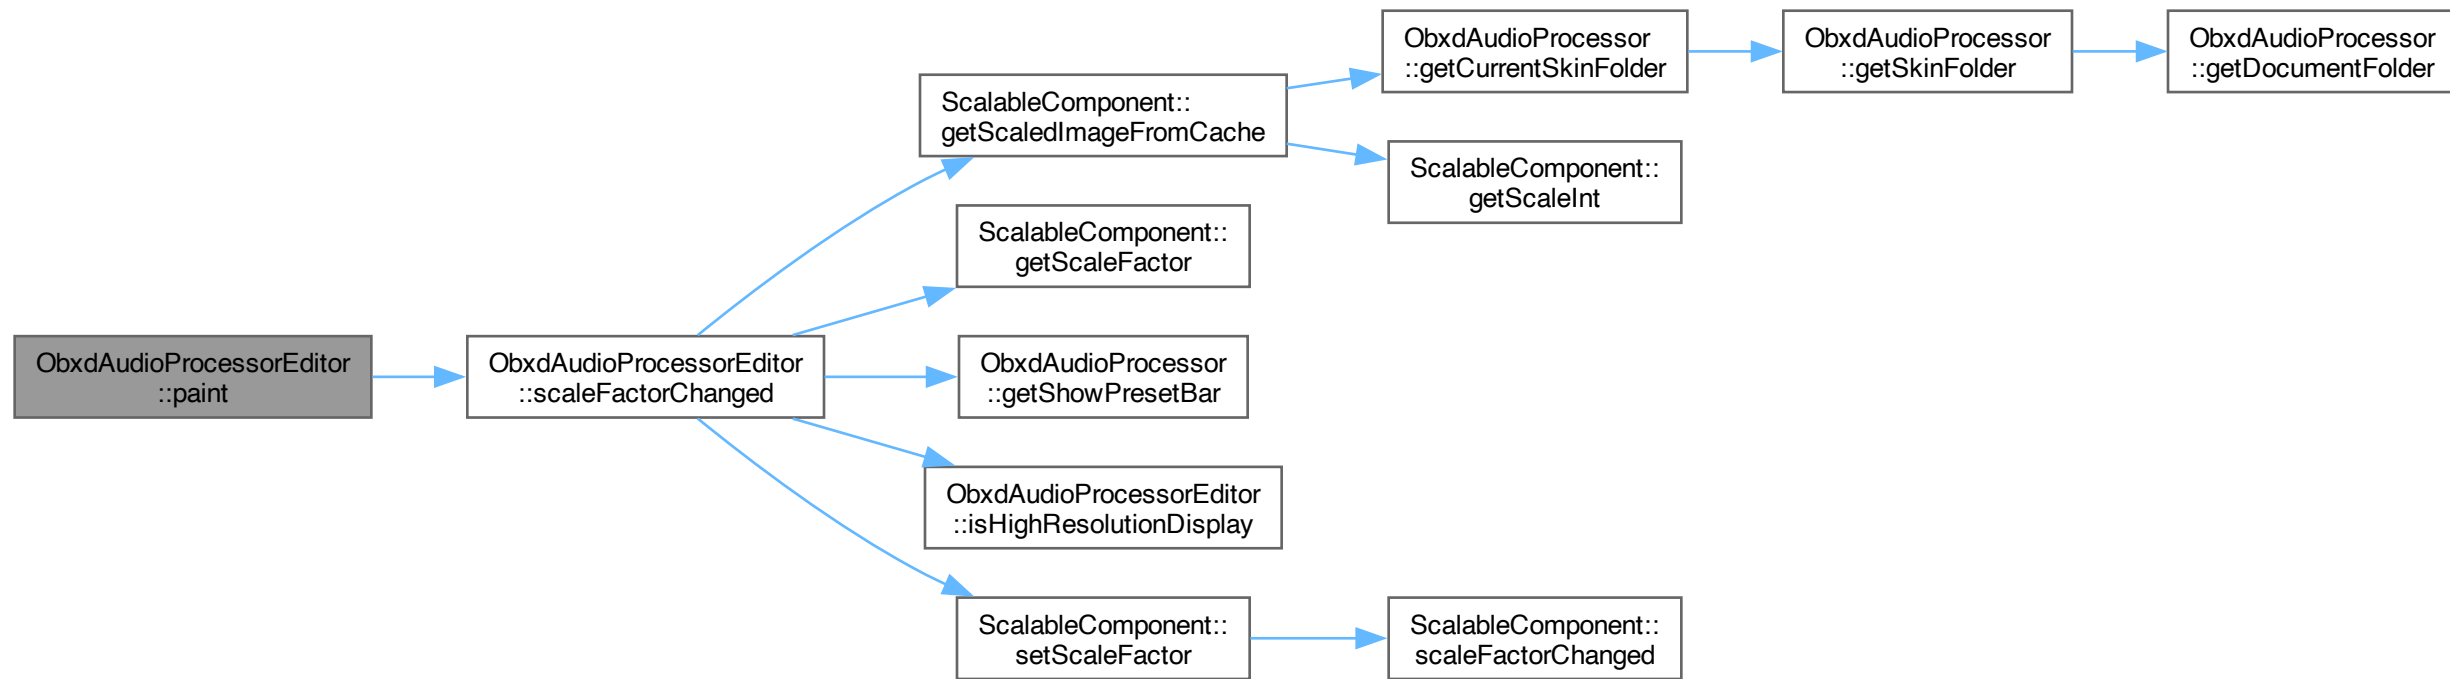 ObxdAudioProcessorEditor
::paint
ObxdAudioProcessorEditor
::scaleFactorChanged
ScalableComponent::
getScaledImageFromCache
ObxdAudioProcessor
::getCurrentSkinFolder
ObxdAudioProcessor
::getSkinFolder
ObxdAudioProcessor
::getDocumentFolder
ScalableComponent::
getScaleInt
ScalableComponent::
getScaleFactor
ObxdAudioProcessor
::getShowPresetBar
ObxdAudioProcessorEditor
::isHighResolutionDisplay
ScalableComponent::
setScaleFactor
ScalableComponent::
scaleFactorChanged